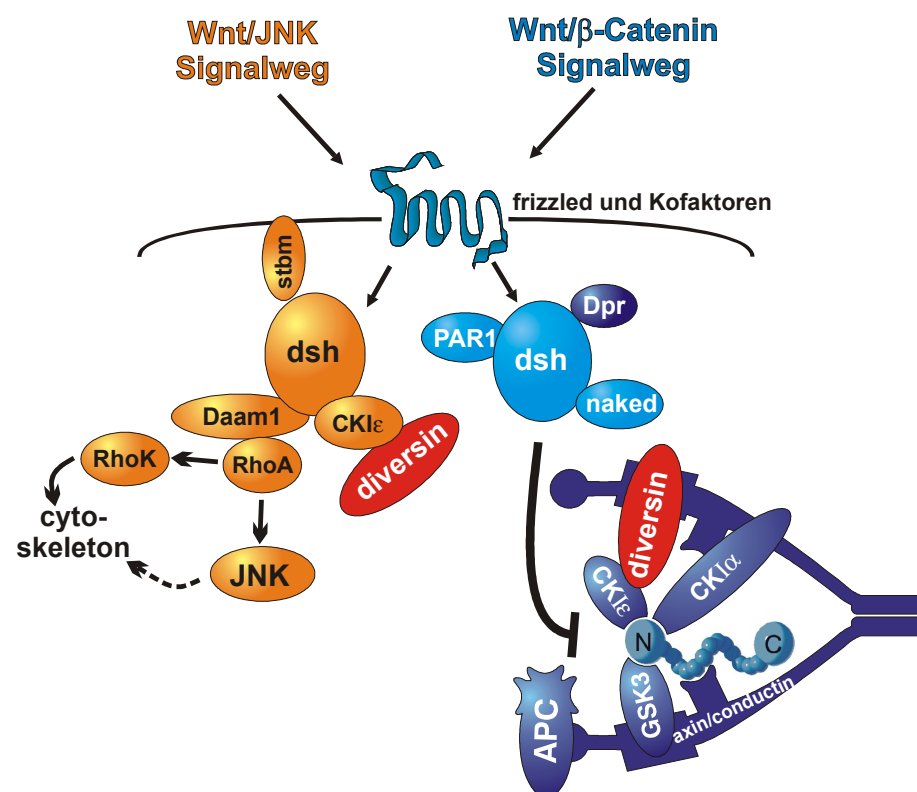 Wnt/JNK
Signalweg
Wnt/β-Catenin
Signalweg
frizzled und Kofaktoren
stbm
dsh
Daam1
CKIε
diversin
RhoK
RhoA
cyto-
skeleton
JNK
PAR1
dsh
Dpr
naked
diversin
CKIε
CKIα
N
C
GSK3
APC
axin/conductin